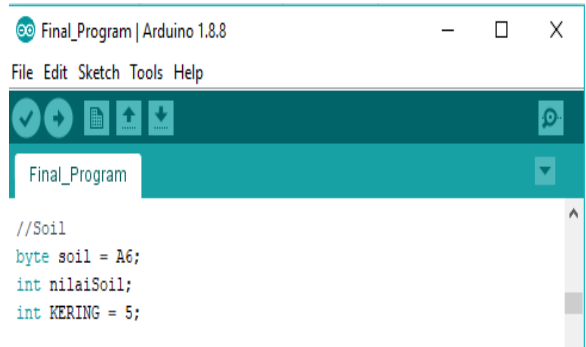 Final_Program | Arduino 1.8.8
File Edit Sketch Tools Help
Final_Program
//Soil
byte soil = A6;
int nilaiSoil;
int KERING = 5;